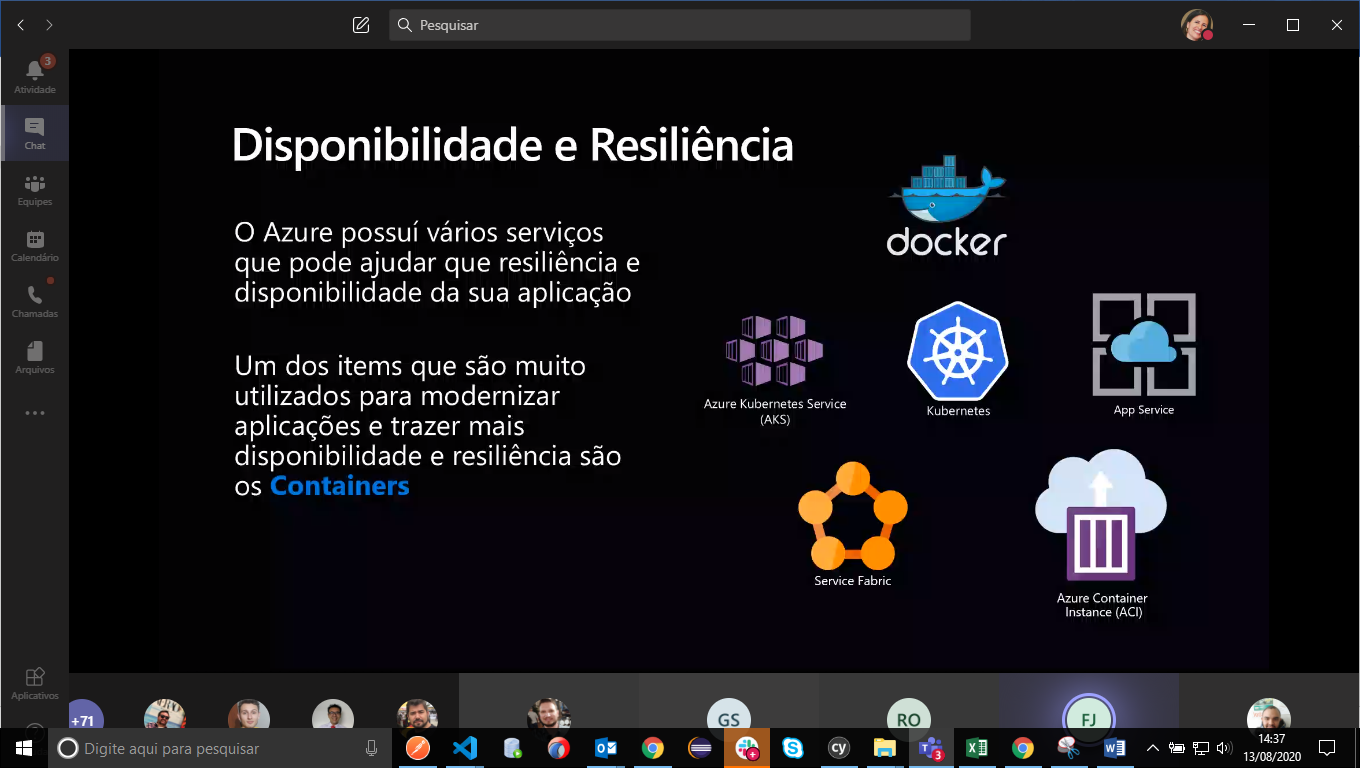 Pesquisar
3
Atividade
Chat
Equipes
Calendário
Chamadas
Arquivos
Aplicativos
Disponibilidade e Resiliência
O Azure possuí vários serviços
que pode ajudar que resiliência e
disponibilidade da sua aplicação
Um dos items que são muito
utilizados para modernizar
aplicações e trazer mais
disponibilidade e resiliência são
os Containers
docker
Azure Kubernetes Service
(AKS)
Kubernetes
App Service
Service Fabric
Azure Container
Instance (ACI)
+71
GS
RO
FJ
Digite aqui para pesquisar
cy
3
14:37
13/08/2020